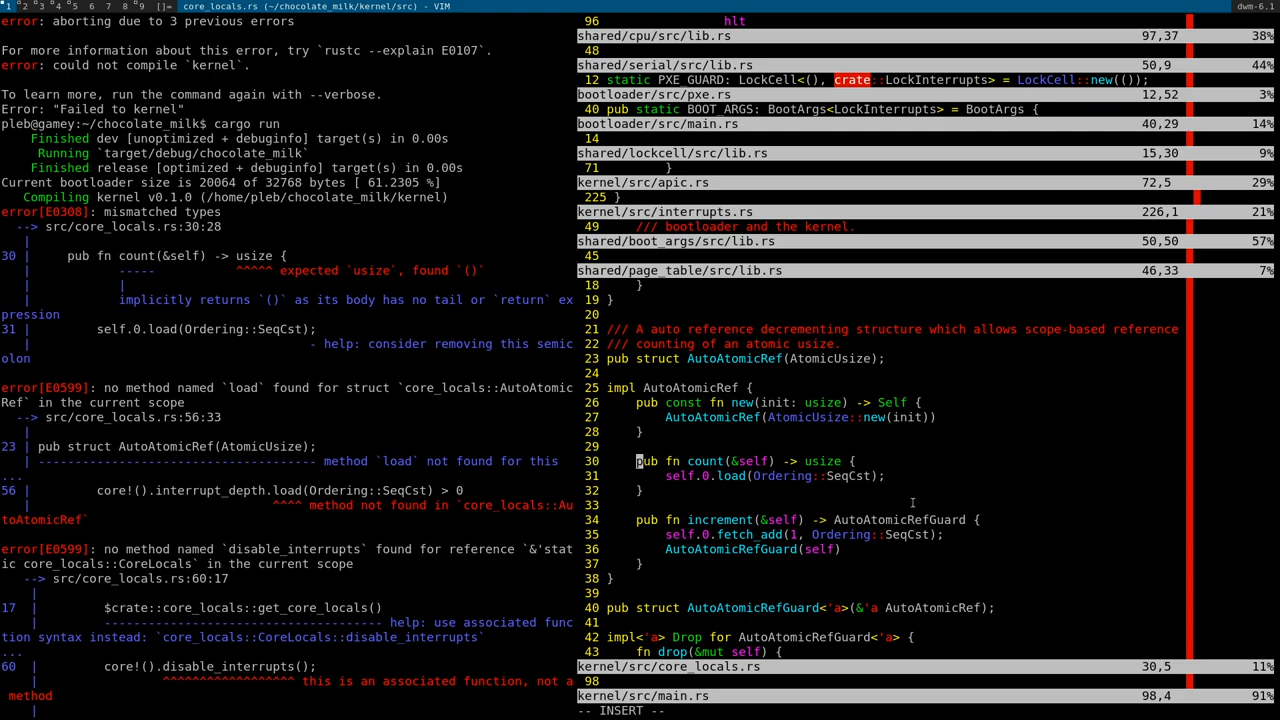 1 2 3 4 5 6 7 8 9 []= core_locals.rs (~/chocolate_milk/kernel/src) - VIM dwm-6.1
error: aborting due to 3 previous errors

For more information about this error, try `rustc --explain E0107`.
error: could not compile `kernel`.

To learn more, run the command again with --verbose.
Error: "Failed to kernel"
pleb@gamey:~/chocolate_milk$ cargo run
    Finished dev [unoptimized + debuginfo] target(s) in 0.00s
     Running `target/debug/chocolate_milk`
    Finished release [optimized + debuginfo] target(s) in 0.00s
Current bootloader size is 20064 of 32768 bytes [ 61.2305 %]
   Compiling kernel v0.1.0 (/home/pleb/chocolate_milk/kernel)
error[E0308]: mismatched types
  --> src/core_locals.rs:30:28
   |
30 |     pub fn count(&self) -> usize {
   |            -----           ^^^^^ expected `usize`, found `()`
   |            |
   |            implicitly returns `()` as its body has no tail or `return` ex
pression
31 |         self.0.load(Ordering::SeqCst);
   |                                      - help: consider removing this semic
olon

error[E0599]: no method named `load` found for struct `core_locals::AutoAtomic
Ref` in the current scope
  --> src/core_locals.rs:56:33
   |
23 | pub struct AutoAtomicRef(AtomicUsize);
   | ------------------------------------- method `load` not found for this
...
56 |         core!().interrupt_depth.load(Ordering::SeqCst) > 0
   |                                 ^^^^ method not found in `core_locals::Au
toAtomicRef`

error[E0599]: no method named `disable_interrupts` found for reference `&'stat
ic core_locals::CoreLocals` in the current scope
  --> src/core_locals.rs:60:17
   |
17 |         $crate::core_locals::get_core_locals()
   |         -------------------------------------- help: use associated func
tion syntax instead: `core_locals::CoreLocals::disable_interrupts`
...
60 |         core!().disable_interrupts();
   |                 ^^^^^^^^^^^^^^^^^^ this is an associated function, not a
 method
   |
96                 hlt
shared/cpu/src/lib.rs 97,37 38%
48
shared/serial/src/lib.rs 50,9 44%
12 static PXE_GUARD: LockCell<(), crate::LockInterrupts> = LockCell::new(());
bootloader/src/pxe.rs 12,52 3%
40 pub static BOOT_ARGS: BootArgs<LockInterrupts> = BootArgs {
bootloader/src/main.rs 40,29 14%
14
shared/lockcell/src/lib.rs 15,30 9%
71         }
kernel/src/apic.rs 72,5 29%
225 }
kernel/src/interrupts.rs 226,1 21%
49     /// bootloader and the kernel.
shared/boot_args/src/lib.rs 50,50 57%
45
shared/page_table/src/lib.rs 46,33 7%
18     }
19 }
20
21 /// A auto reference decrementing structure which allows scope-based reference
22 /// counting of an atomic usize.
23 pub struct AutoAtomicRef(AtomicUsize);
24
25 impl AutoAtomicRef {
26     pub const fn new(init: usize) -> Self {
27         AutoAtomicRef(AtomicUsize::new(init))
28     }
29
30     pub fn count(&self) -> usize {
31         self.0.load(Ordering::SeqCst);
32     }
33
34     pub fn increment(&self) -> AutoAtomicRefGuard {
35         self.0.fetch_add(1, Ordering::SeqCst);
36         AutoAtomicRefGuard(self)
37     }
38 }
39
40 pub struct AutoAtomicRefGuard<'a>(&'a AutoAtomicRef);
41
42 impl<'a> Drop for AutoAtomicRefGuard<'a> {
43     fn drop(&mut self) {
kernel/src/core_locals.rs 30,5 11%
98
kernel/src/main.rs 98,4 91%
-- INSERT --